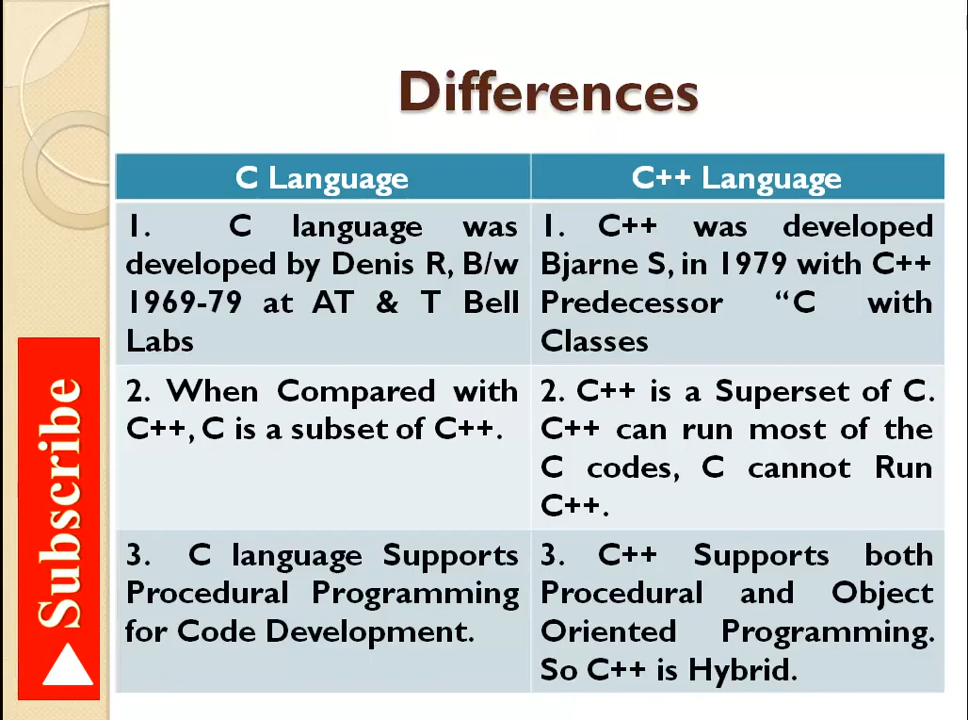 Differences
C Language
C++ Language
1. C language was
developed by Denis R, B/w
1969-79 at AT & T Bell
Labs
1. C++ was developed
Bjarne S, in 1979 with C++
Predecessor “C with
Classes
2. When Compared with
C++, C is a subset of C++.
2. C++ is a Superset of C.
C++ can run most of the
C codes, C cannot Run
C++.
3. C language Supports
Procedural Programming
for Code Development.
3. C++ Supports both
Procedural and Object
Oriented Programming.
So C++ is Hybrid.
Subscribe